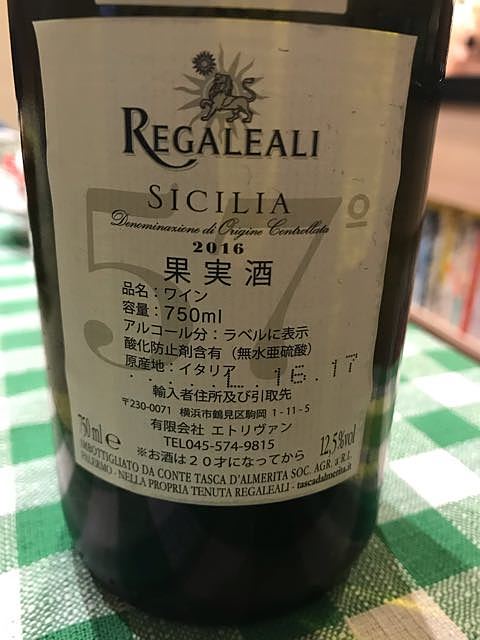 REGALEALI
SICILIA
Denominazione di Origine Controllata
2016
57º
果実酒
品名：ワイン
容量：750ml
アルコール分：ラベルに表示
酸化防止剤含有（無水亜硫酸）
原産地：イタリア
L.16.17
輸入者住所及び引取先
〒230-0071 横浜市鶴見区駒岡 1-11-5
有限会社 エトリヴァン
TEL045-574-9815
※お酒は２０才になってから
750 ml e
12,5%vol
IMBOTTIGLIATO DA CONTE TASCA D'ALMERITA SOC. AGR. a R.L.
PALERMO - NELLA PROPRIA TENUTA REGALEALI - tascadalmerita.it